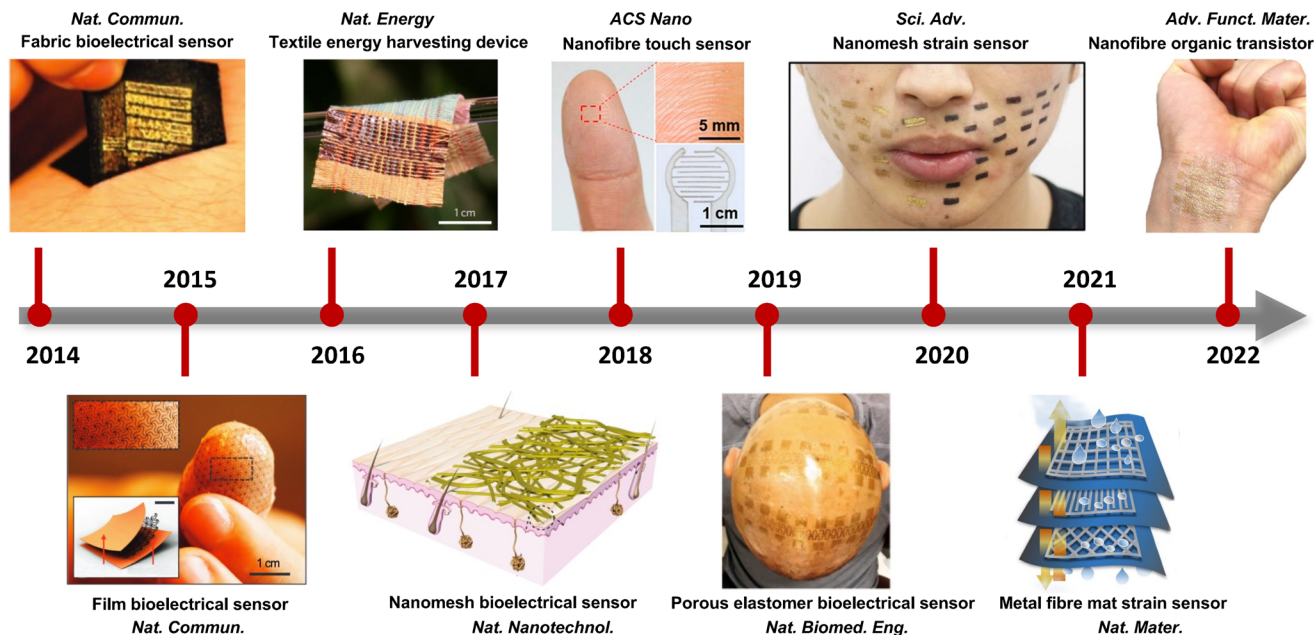 Nat. Commun.
Fabric bioelectrical sensor
Nat. Energy
Textile energy harvesting device
1 cm
ACS Nano
Nanofibre touch sensor
5 mm
1 cm
Sci. Adv.
Nanomesh strain sensor
Adv. Funct. Mater.
Nanofibre organic transistor
2015
2017
2019
2021
2014
2016
2018
2020
2022
1 cm
Film bioelectrical sensor
Nat. Commun.
Nanomesh bioelectrical sensor
Nat. Nanotechnol.
Porous elastomer bioelectrical sensor
Nat. Biomed. Eng.
Metal fibre mat strain sensor
Nat. Mater.